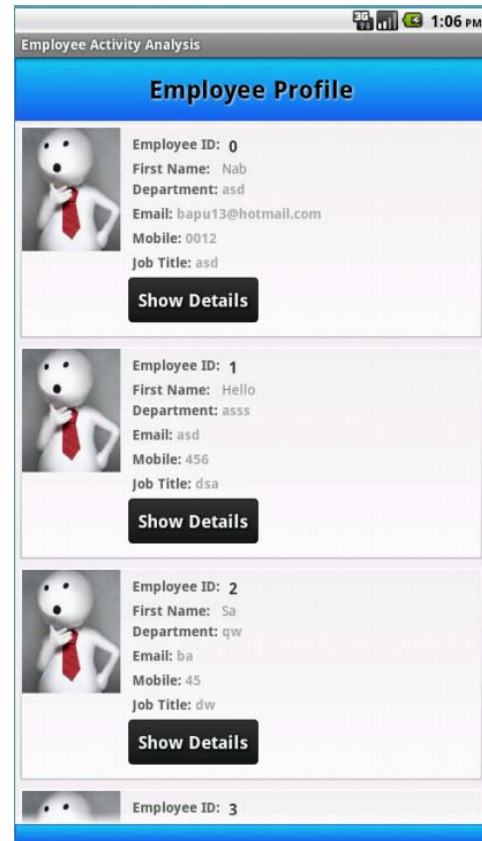 3G 1:06 PM
Employee Activity Analysis
Employee Profile
Employee ID: 0
First Name: Nab
Department: asd
Email: bapu13@hotmail.com
Mobile: 0012
Job Title: asd
Show Details
Employee ID: 1
First Name: Hello
Department: asss
Email: asd
Mobile: 456
Job Title: dsa
Show Details
Employee ID: 2
First Name: Sa
Department: qw
Email: ba
Mobile: 45
Job Title: dw
Show Details
Employee ID: 3